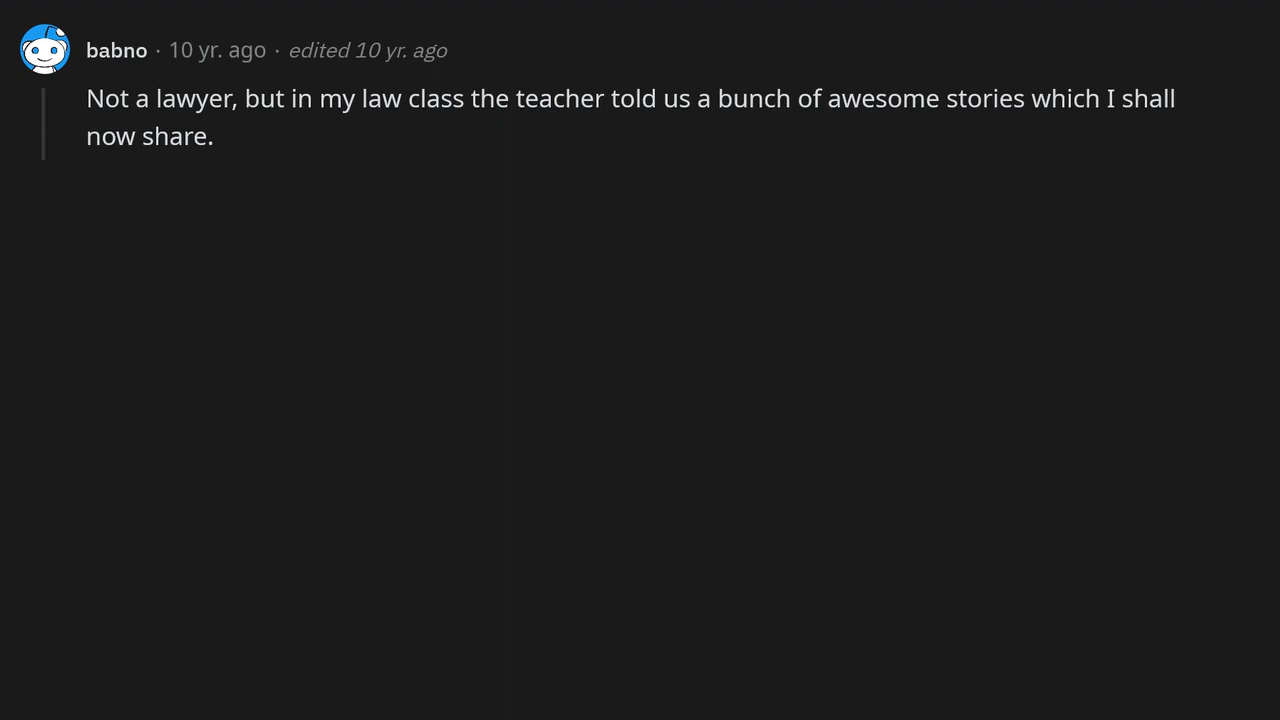 babno · 10 yr. ago · edited 10 yr. ago
Not a lawyer, but in my law class the teacher told us a bunch of awesome stories which I shall
now share.